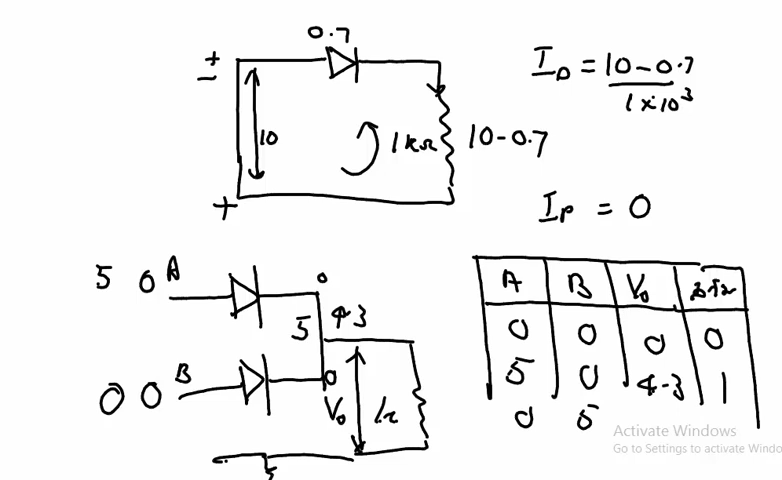 0.7
+
−
10
1kΩ
10-0.7
+
I_D = 10-0.7
1×10³
I_D = 0
5 0 A
0
5
4.3
0 0 B
0
V₀
1k
A B V₀
0 0 0 0
5 0 4.3 1
0 5
Activate Windows
Go to Settings to activate Windo